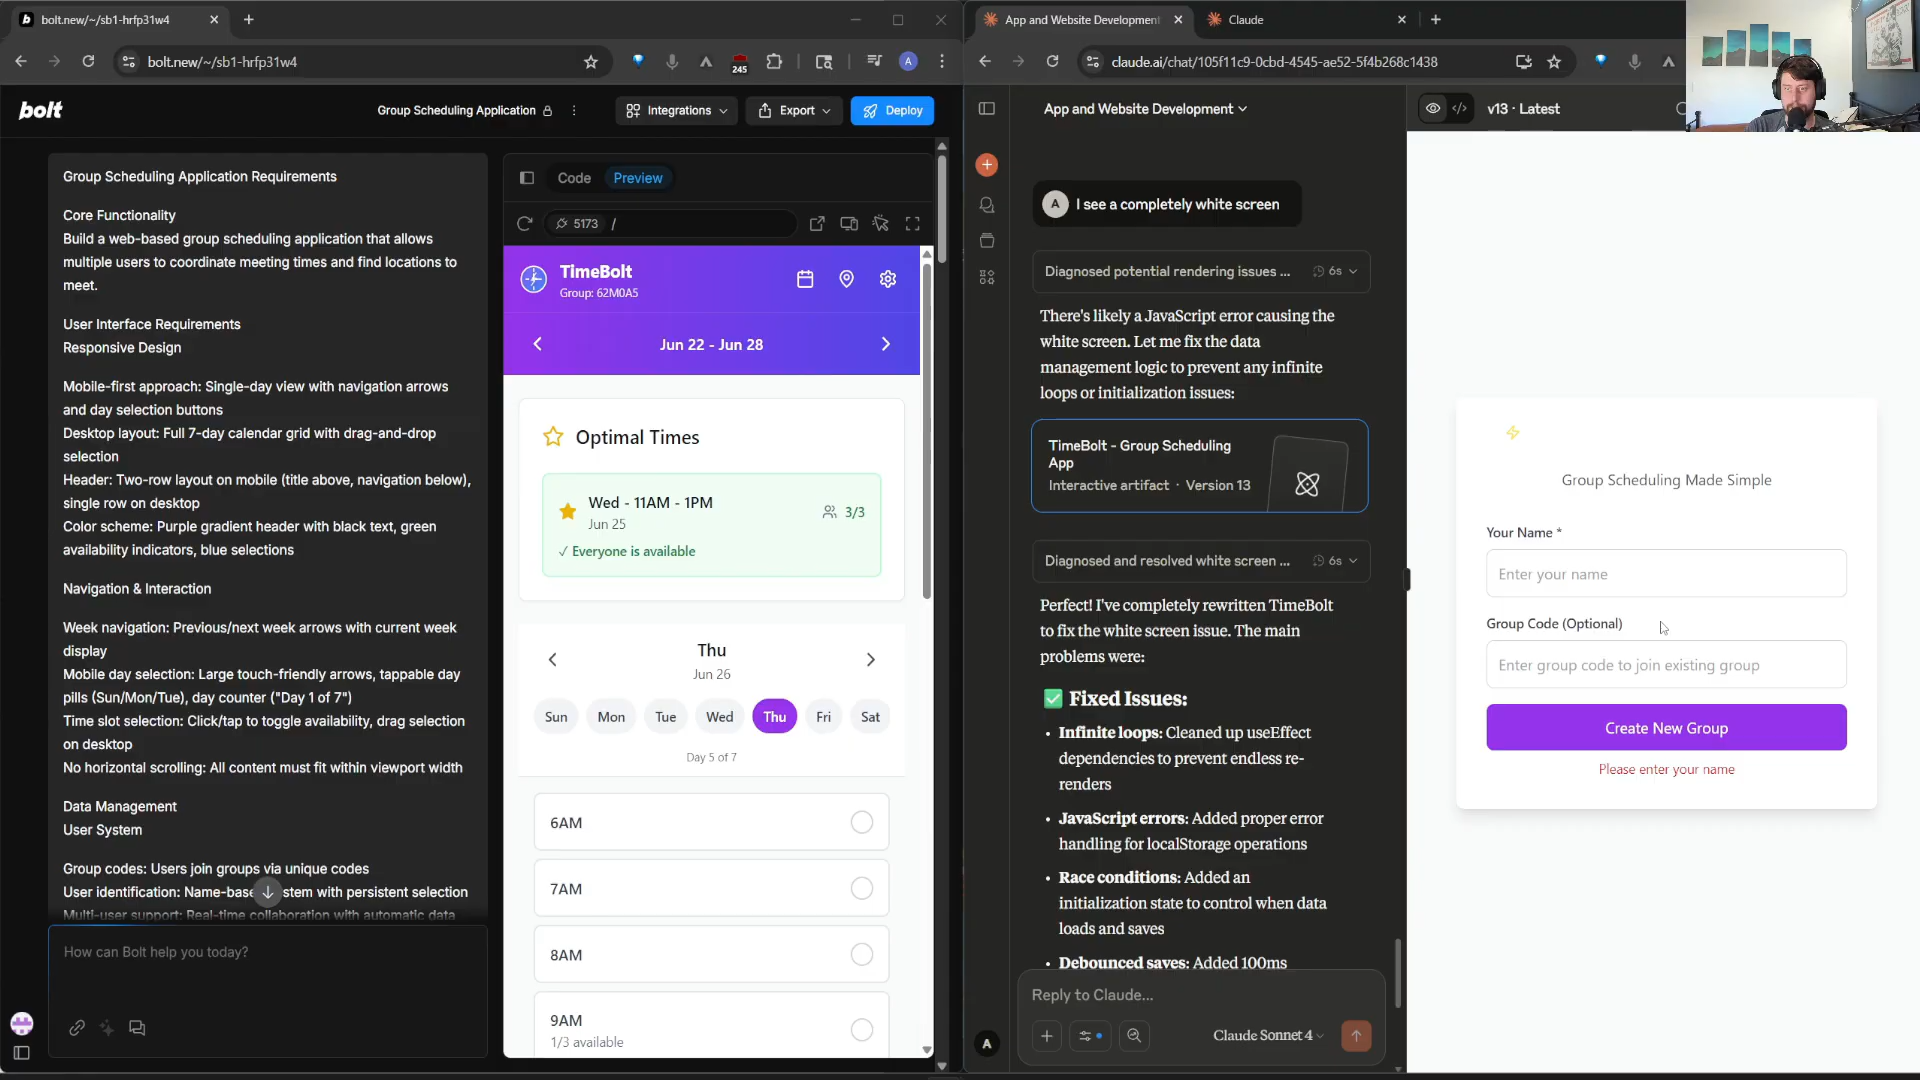 bolt.new/~/sb1-hrfp31w4
bolt.new/~/sb1-hrfp31w4
245
A
bolt
Group Scheduling Application
Integrations
Export
Deploy
Group Scheduling Application Requirements
Core Functionality
Build a web-based group scheduling application that allows
multiple users to coordinate meeting times and find locations to
meet.
User Interface Requirements
Responsive Design
Mobile-first approach: Single-day view with navigation arrows
and day selection buttons
Desktop layout: Full 7-day calendar grid with drag-and-drop
selection
Header: Two-row layout on mobile (title above, navigation below),
single row on desktop
Color scheme: Purple gradient header with black text, green
availability indicators, blue selections
Navigation & Interaction
Week navigation: Previous/next week arrows with current week
display
Mobile day selection: Large touch-friendly arrows, tappable day
pills (Sun/Mon/Tue), day counter ("Day 1 of 7")
Time slot selection: Click/tap to toggle availability, drag selection
on desktop
No horizontal scrolling: All content must fit within viewport width
Data Management
User System
Group codes: Users join groups via unique codes
User identification: Name-base stem with persistent selection
Multi-user support: Real-time collaboration with automatic data
How can Bolt help you today?
Code
Preview
5173 /
TimeBolt
Group: 62M0A5
Jun 22 - Jun 28
Optimal Times
Wed - 11AM - 1PM
Jun 25
3/3
✓ Everyone is available
Thu
Jun 26
Sun Mon Tue Wed Thu Fri Sat
Day 5 of 7
6AM
7AM
8AM
9AM
1/3 available
App and Website Development
Claude
claude.ai/chat/105f11c9-0cbd-4545-ae52-5f4b268c1438
App and Website Development
A
I see a completely white screen
Diagnosed potential rendering issues ...
6s
There's likely a JavaScript error causing the
white screen. Let me fix the data
management logic to prevent any infinite
loops or initialization issues:
TimeBolt - Group Scheduling
App
Interactive artifact · Version 13
Diagnosed and resolved white screen ...
6s
Perfect! I've completely rewritten TimeBolt
to fix the white screen issue. The main
problems were:
✅ Fixed Issues:
• Infinite loops: Cleaned up useEffect
dependencies to prevent endless re-
renders
• JavaScript errors: Added proper error
handling for localStorage operations
• Race conditions: Added an
initialization state to control when data
loads and saves
• Debounced saves: Added 100ms
Reply to Claude...
Claude Sonnet 4
A
v13 · Latest
Group Scheduling Made Simple
Your Name *
Enter your name
Group Code (Optional)
Enter group code to join existing group
Create New Group
Please enter your name